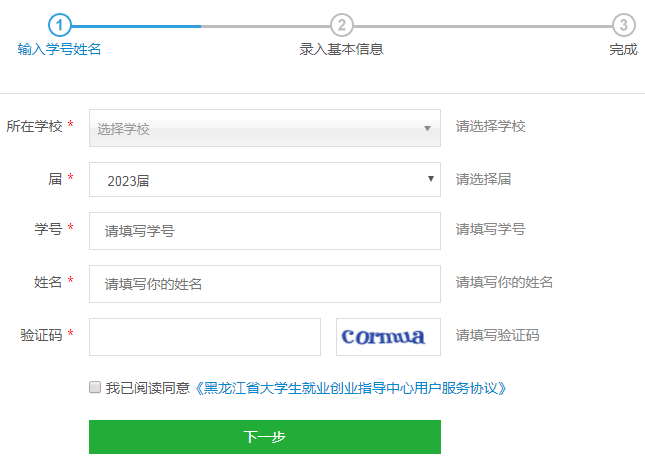 1 2 3
输入学号姓名 录入基本信息 完成
所在学校 * 选择学校 请选择学校
届 * 2023届 请选择届
学号 * 请填写学号 请填写学号
姓名 * 请填写你的姓名 请填写你的姓名
验证码 * cormua 请填写验证码
我已阅读同意《黑龙江省大学生就业创业指导中心用户服务协议》
下一步